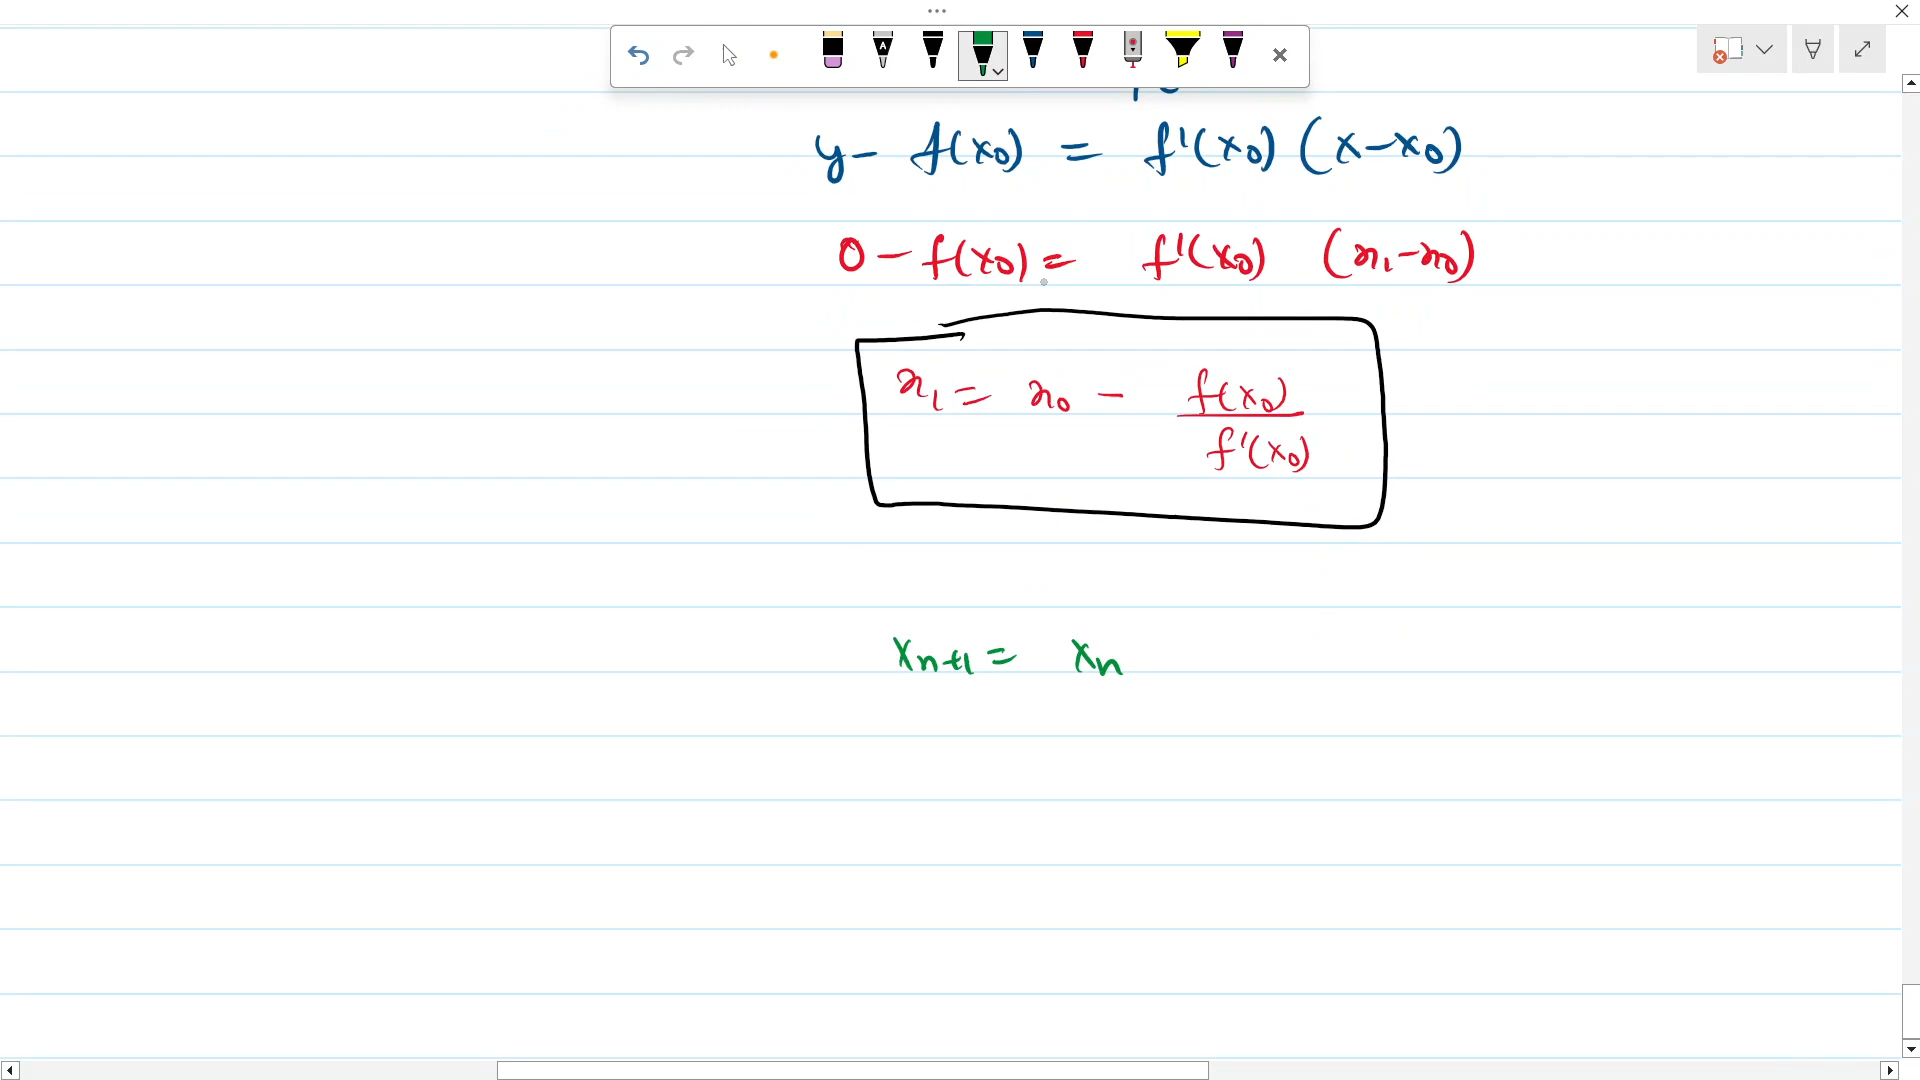 y - f(x₀) = f'(x₀) (x-x₀)
0 - f(x₀) = f'(x₀) (x₁-x₀)
x₁ = x₀ - f(x₀) / f'(x₀)
xₙ₊₁ = xₙ